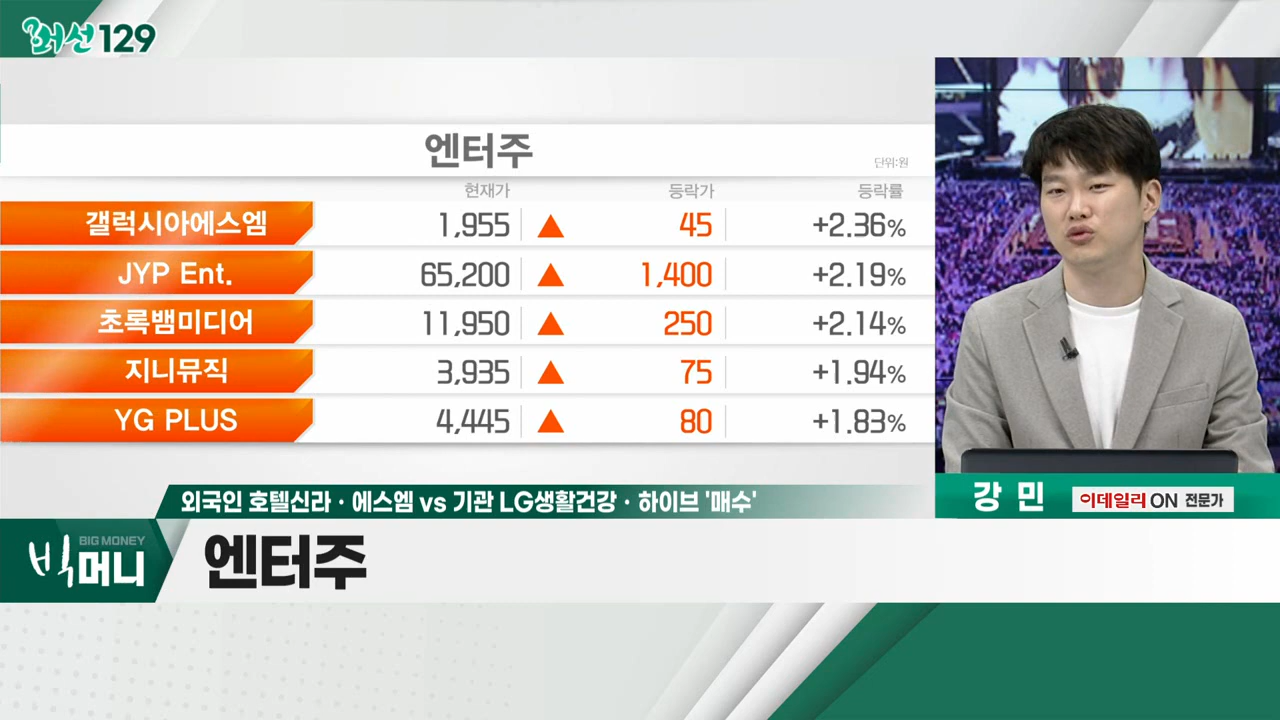 머선129
엔터주
단위:원
현재가 등락가 등락률
갤럭시아에스엠 1,955 ▲ 45 +2.36%
JYP Ent. 65,200 ▲ 1,400 +2.19%
초록뱀미디어 11,950 ▲ 250 +2.14%
지니뮤직 3,935 ▲ 75 +1.94%
YG PLUS 4,445 ▲ 80 +1.83%
강 민 이데일리ON 전문가
외국인 호텔신라 · 에스엠 vs 기관 LG생활건강 · 하이브 '매수'
BIG MONEY
빅머니
엔터주